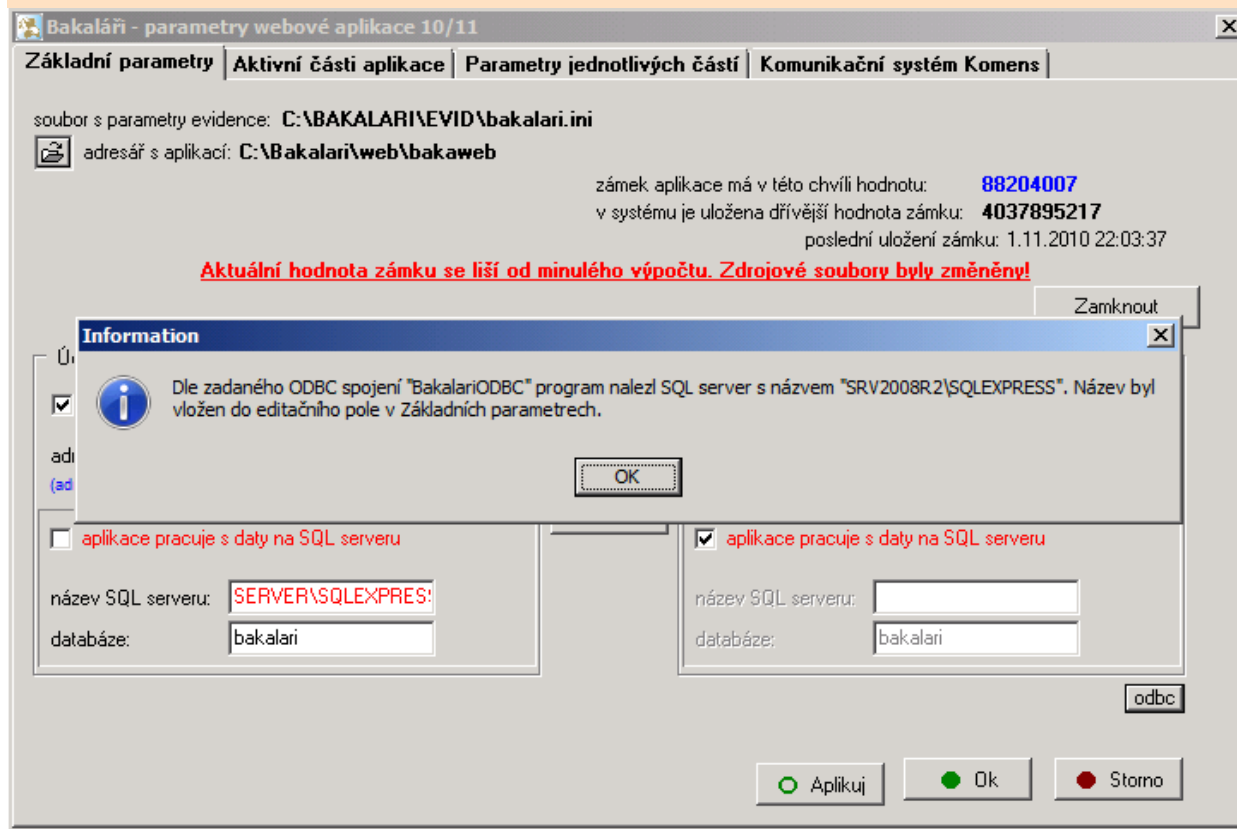 Bakaláři - parametry webové aplikace 10/11
Základní parametry Aktivní části aplikace Parametry jednotlivých částí Komunikační systém Komens
soubor s parametry evidence: C:\BAKALARI\EVID\bakalari.ini
adresář s aplikací: C:\Bakalari\web\bakaweb
zámek aplikace má v této chvíli hodnotu: 88204007
v systému je uložena dřívější hodnota zámku: 4037895217
poslední uložení zámku: 1.11.2010 22:03:37
Aktuální hodnota zámku se liší od minulého výpočtu. Zdrojové soubory byly změněny!
Zamknout
Information
Dle zadaného ODBC spojení "BakalariODBC" program nalezl SQL server s názvem "SRV2008R2\SQLEXPRESS". Název byl
vložen do editačního pole v Základních parametrech.
OK
aplikace pracuje s daty na SQL serveru
název SQL serveru: SERVER\SQLEXPRES
databáze: bakalari
aplikace pracuje s daty na SQL serveru
název SQL serveru:
databáze: bakalari
odbc
Aplikuj Ok Storno